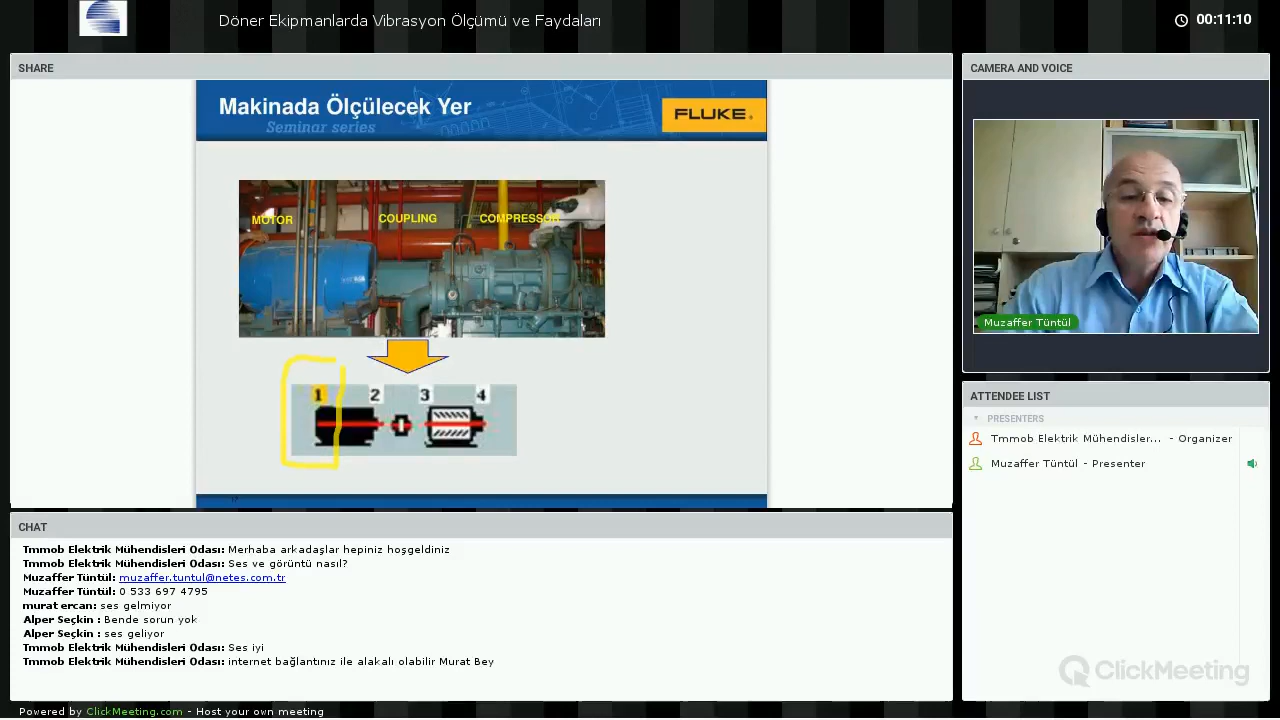 Döner Ekipmanlarda Vibrasyon Ölçümü ve Faydaları
00:11:10
SHARE
Makinada Ölçülecek Yer
Seminar series
FLUKE
MOTOR
COUPLING
COMPRESSOR
1 2 3 4
CAMERA AND VOICE
Muzaffer Tüntül
ATTENDEE LIST
PRESENTERS
Tmmob Elektrik Mühendisler... - Organizer
Muzaffer Tüntül - Presenter
CHAT
Tmmob Elektrik Mühendisleri Odası: Merhaba arkadaşlar hepiniz hoşgeldiniz
Tmmob Elektrik Mühendisleri Odası: Ses ve görüntü nasıl?
Muzaffer Tüntül: muzaffer.tuntul@netes.com.tr
Muzaffer Tüntül: 0 533 697 4795
murat ercan: ses gelmiyor
Alper Seçkin : Bende sorun yok
Alper Seçkin : ses geliyor
Tmmob Elektrik Mühendisleri Odası: Ses iyi
Tmmob Elektrik Mühendisleri Odası: internet bağlantınız ile alakalı olabilir Murat Bey
ClickMeeting
Powered by ClickMeeting.com - Host your own meeting